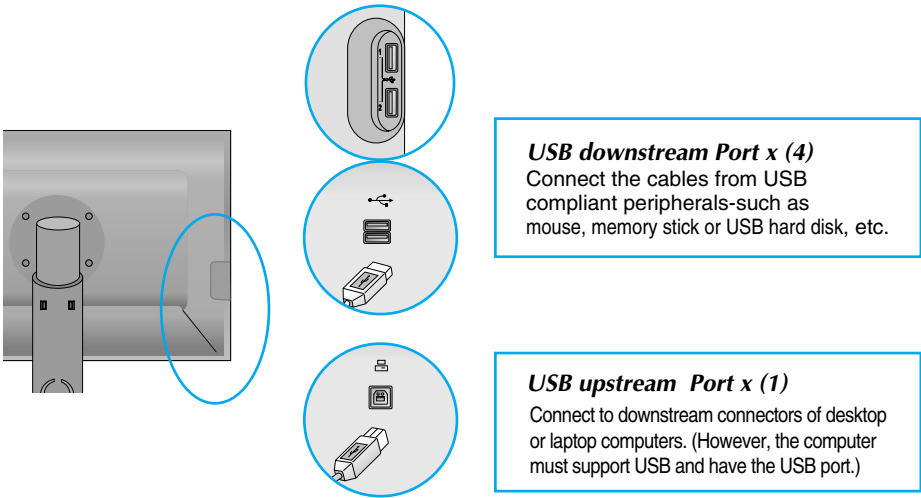 1
2
USB downstream Port x (4)
Connect the cables from USB
compliant peripherals-such as
mouse, memory stick or USB hard disk, etc.
USB upstream Port x (1)
Connect to downstream connectors of desktop
or laptop computers. (However, the computer
must support USB and have the USB port.)